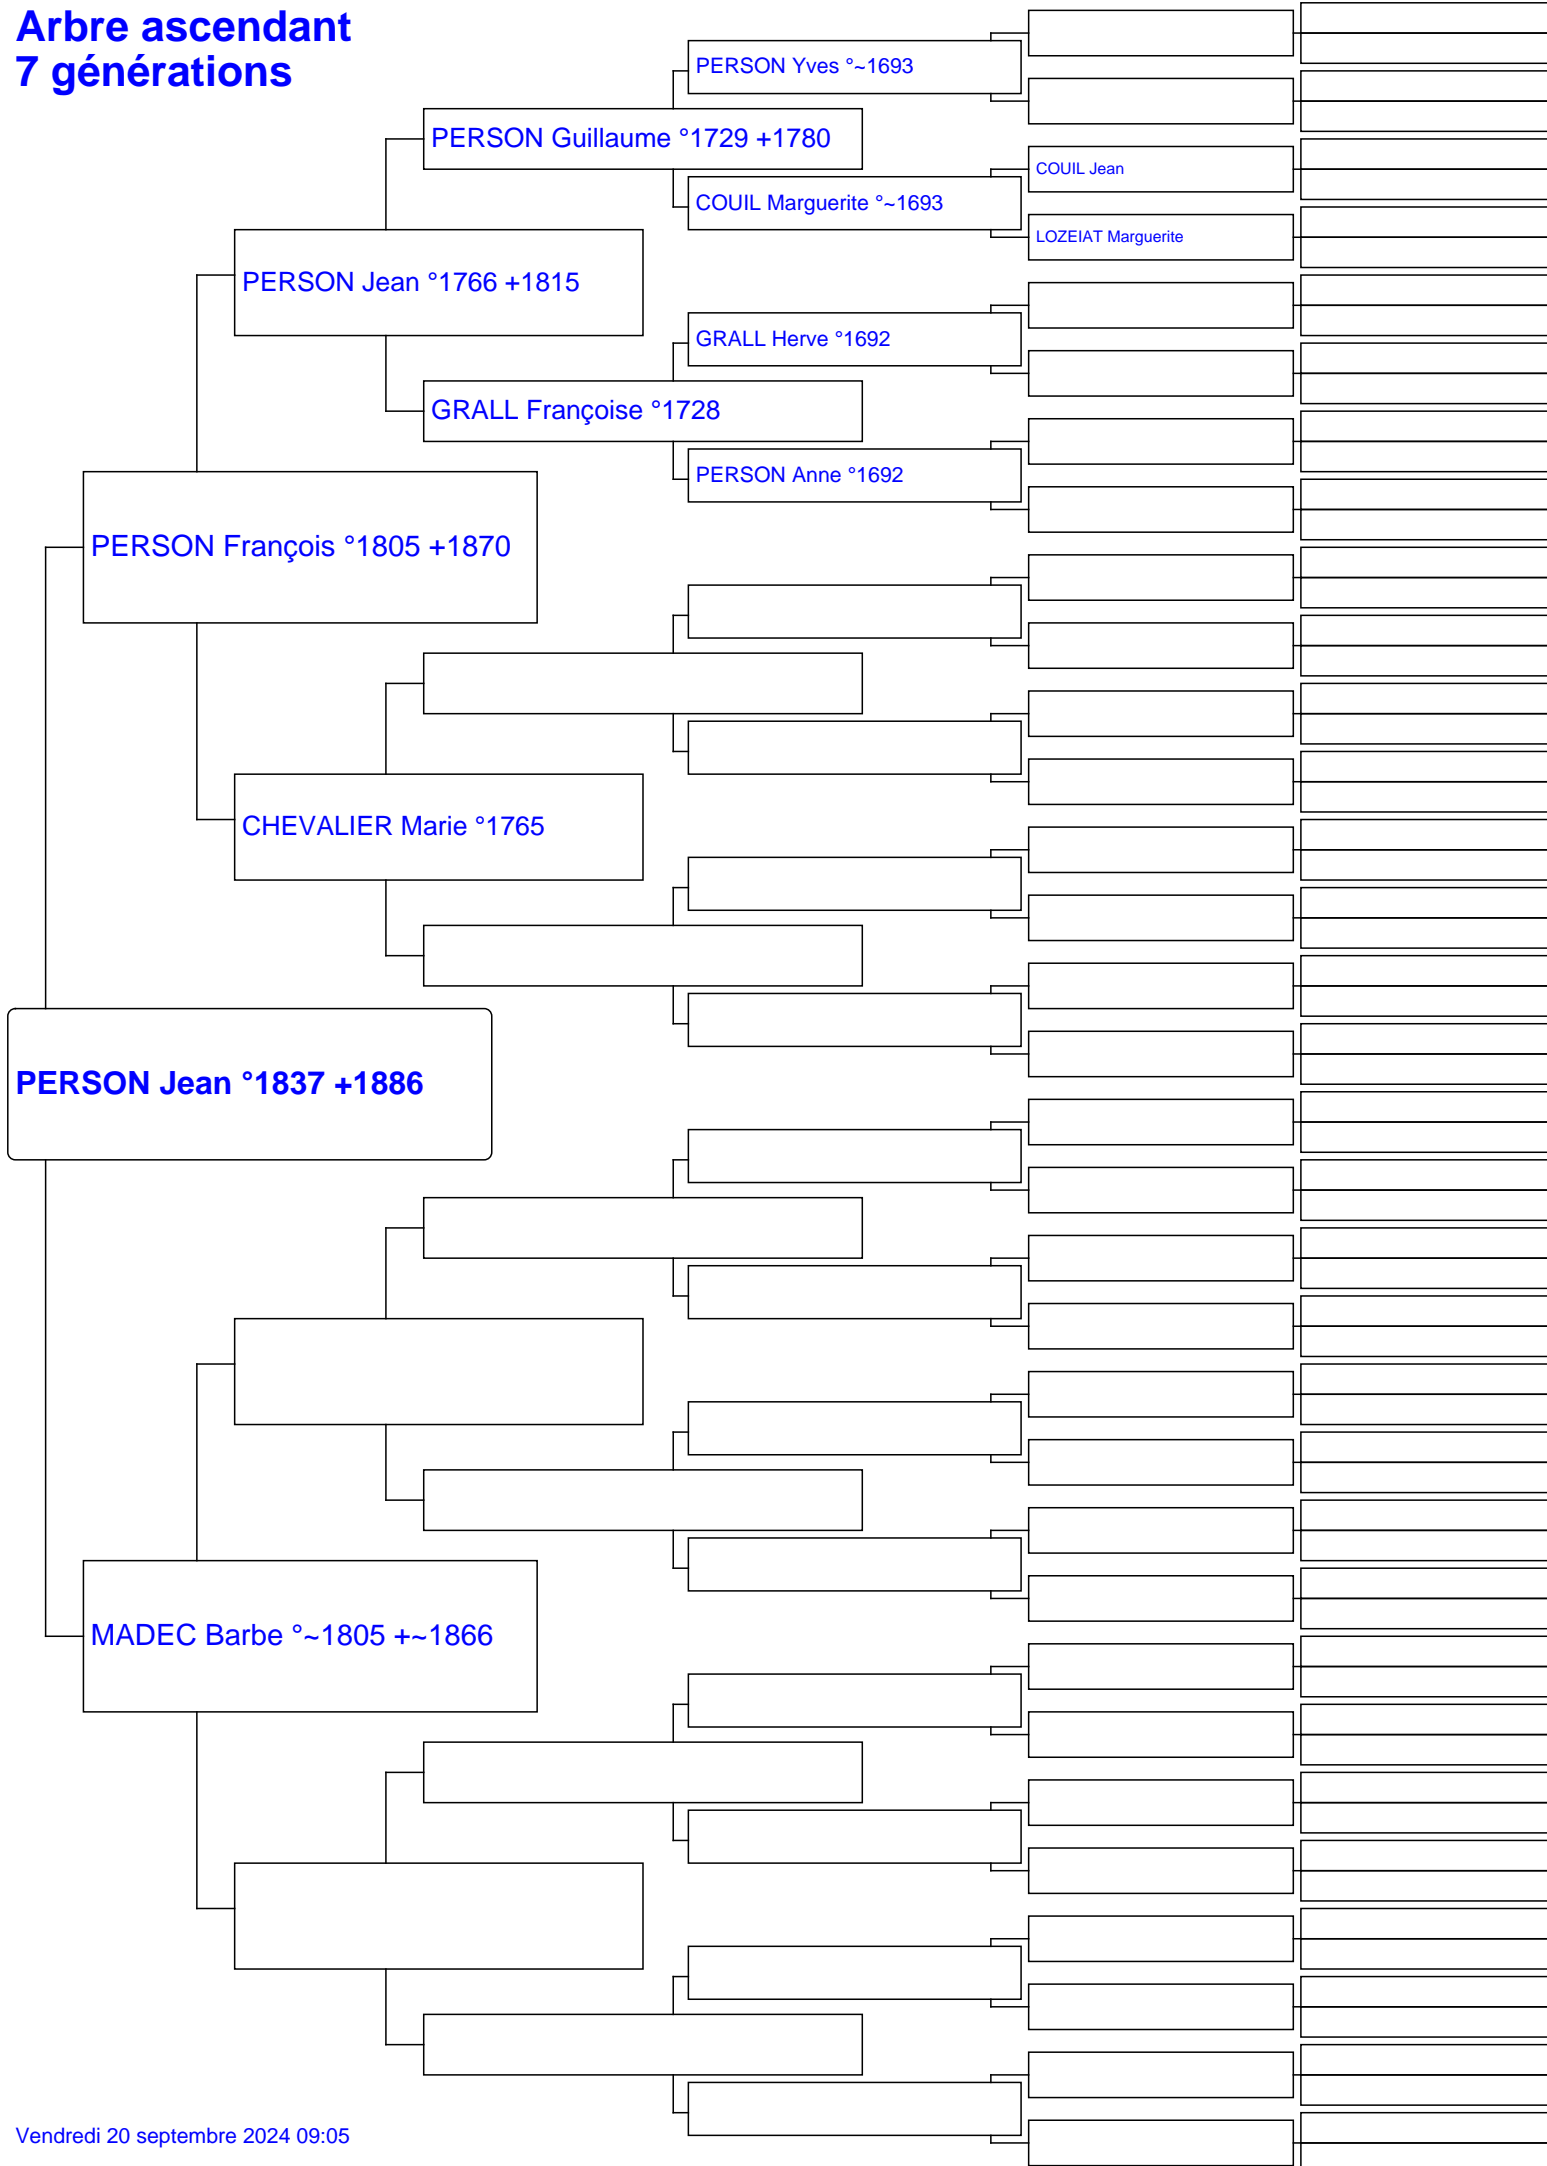 Arbre ascendant
7 générations
PERSON Yves °~1693
PERSON Guillaume °1729 +1780
COUIL Jean
COUIL Marguerite °~1693
LOZEIAT Marguerite
PERSON Jean °1766 +1815
GRALL Herve °1692
GRALL Françoise °1728
PERSON Anne °1692
PERSON François °1805 +1870
CHEVALIER Marie °1765
PERSON Jean °1837 +1886
MADEC Barbe °~1805 +~1866
Vendredi 20 septembre 2024 09:05